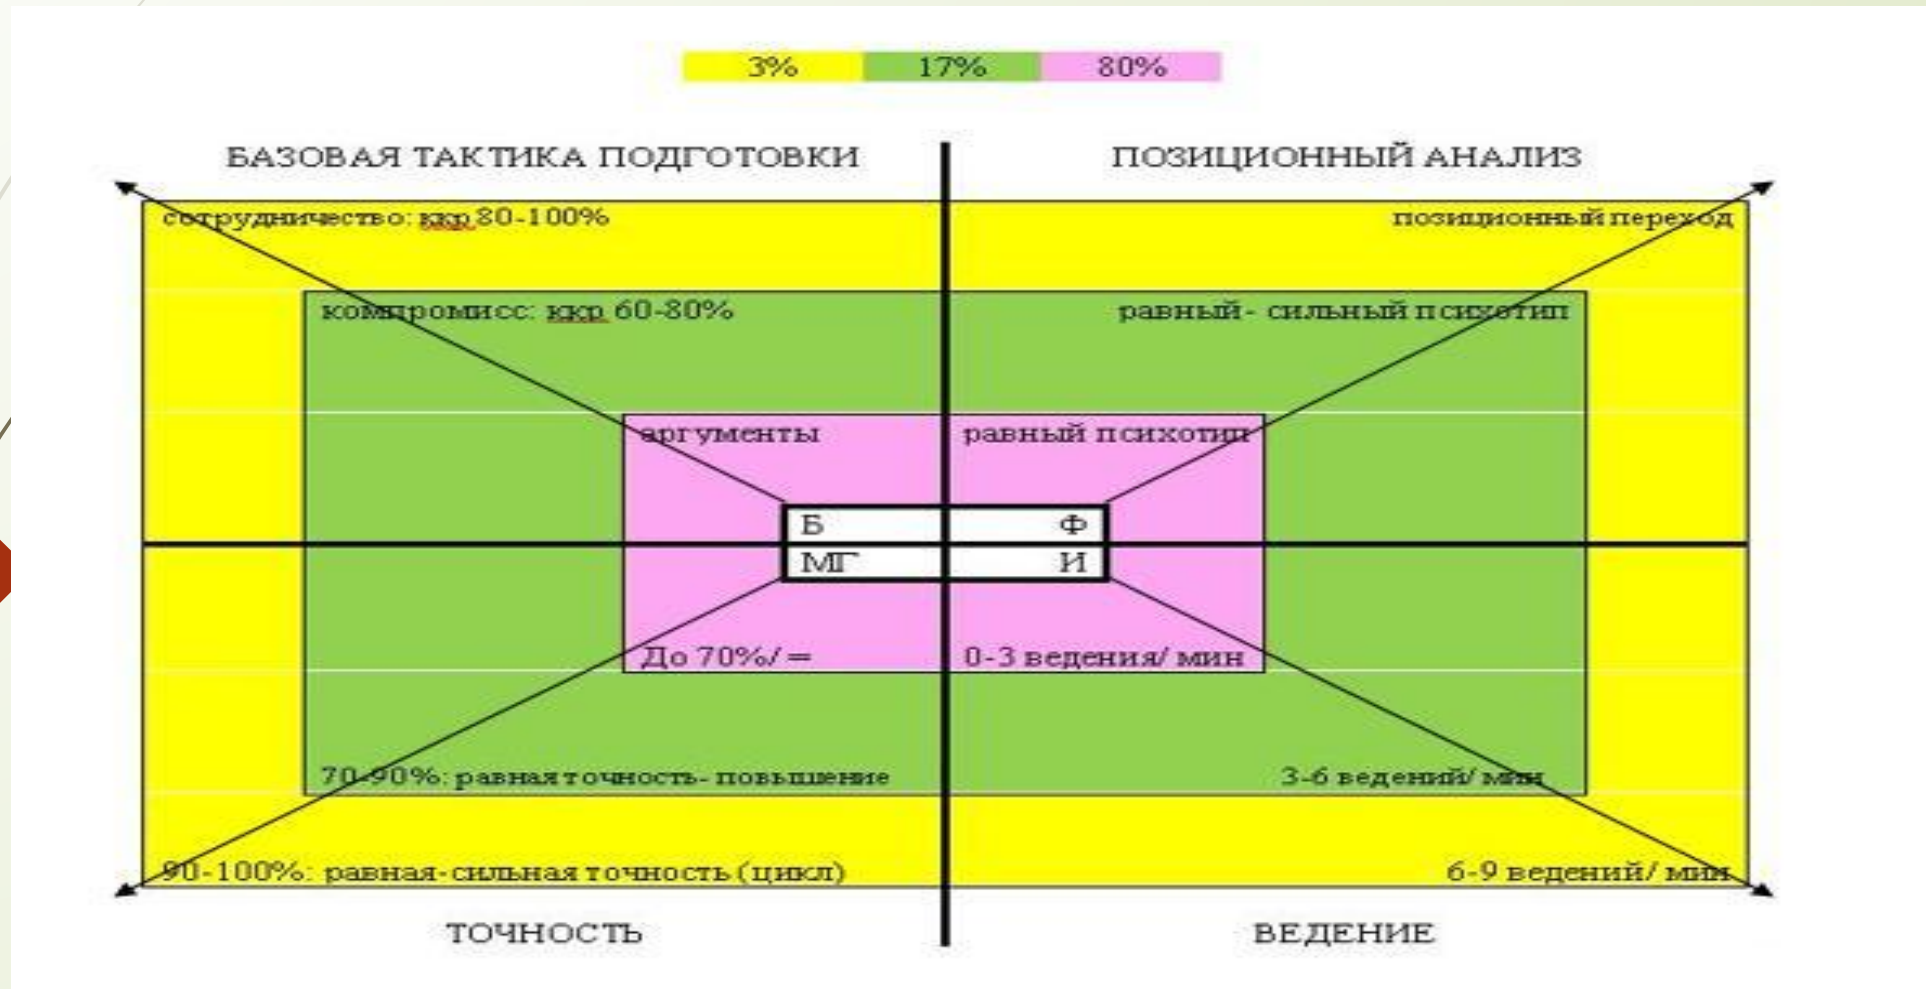 3% 17% 80%
БАЗОВАЯ ТАКТИКА ПОДГОТОВКИ ПОЗИЦИОННЫЙ АНАЛИЗ
сотрудничество: ккр 80-100% позиционный переход
компромисс: ккр 60-80% равный- сильный психотип
аргументы равный психотип
Б Ф
МГ И
До 70%/ = 0-3 ведения/ мин
70-90%: равная точность- повышение 3-6 ведений/ мин
90-100%: равная-сильная точность (цикл) 6-9 ведений/ мин
ТОЧНОСТЬ ВЕДЕНИЕ